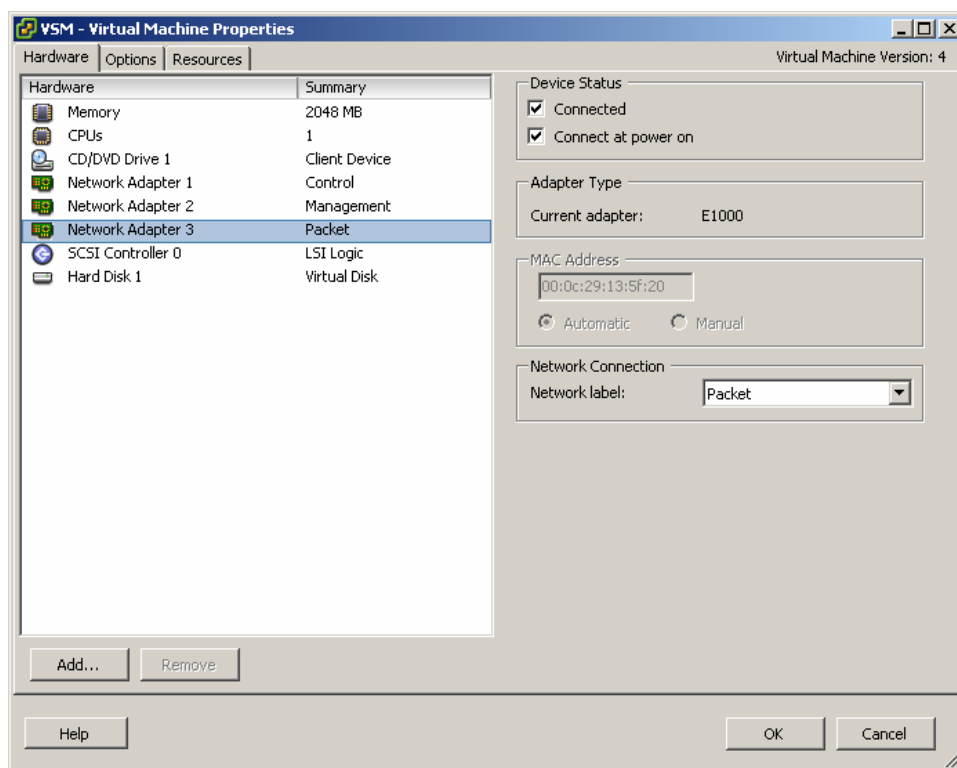 VSM - Virtual Machine Properties
Hardware Options Resources Virtual Machine Version: 4
Hardware Summary
Memory 2048 MB
CPUs 1
CD/DVD Drive 1 Client Device
Network Adapter 1 Control
Network Adapter 2 Management
Network Adapter 3 Packet
SCSI Controller 0 LSI Logic
Hard Disk 1 Virtual Disk
Device Status
Connected
Connect at power on
Adapter Type
Current adapter: E1000
MAC Address
00:0c:29:13:5f:20
Automatic Manual
Network Connection
Network label: Packet
Add... Remove
Help OK Cancel